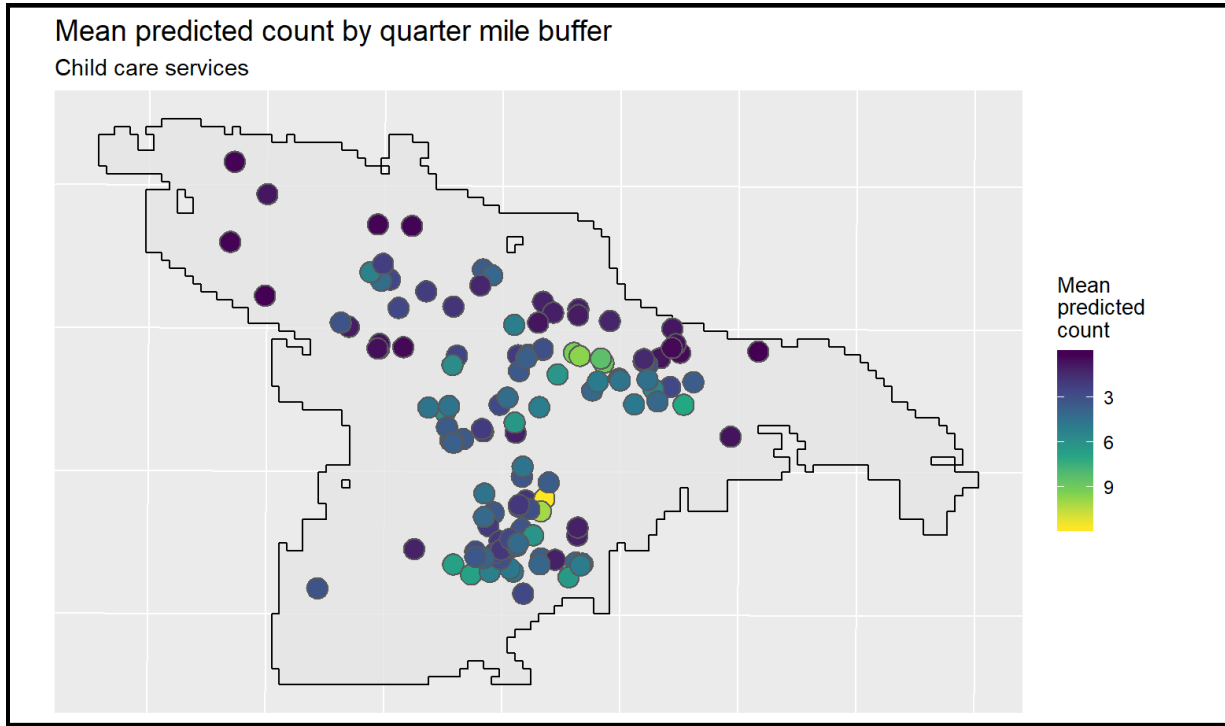 Mean predicted count by quarter mile buffer
Child care services
Mean
predicted
count
3
6
9